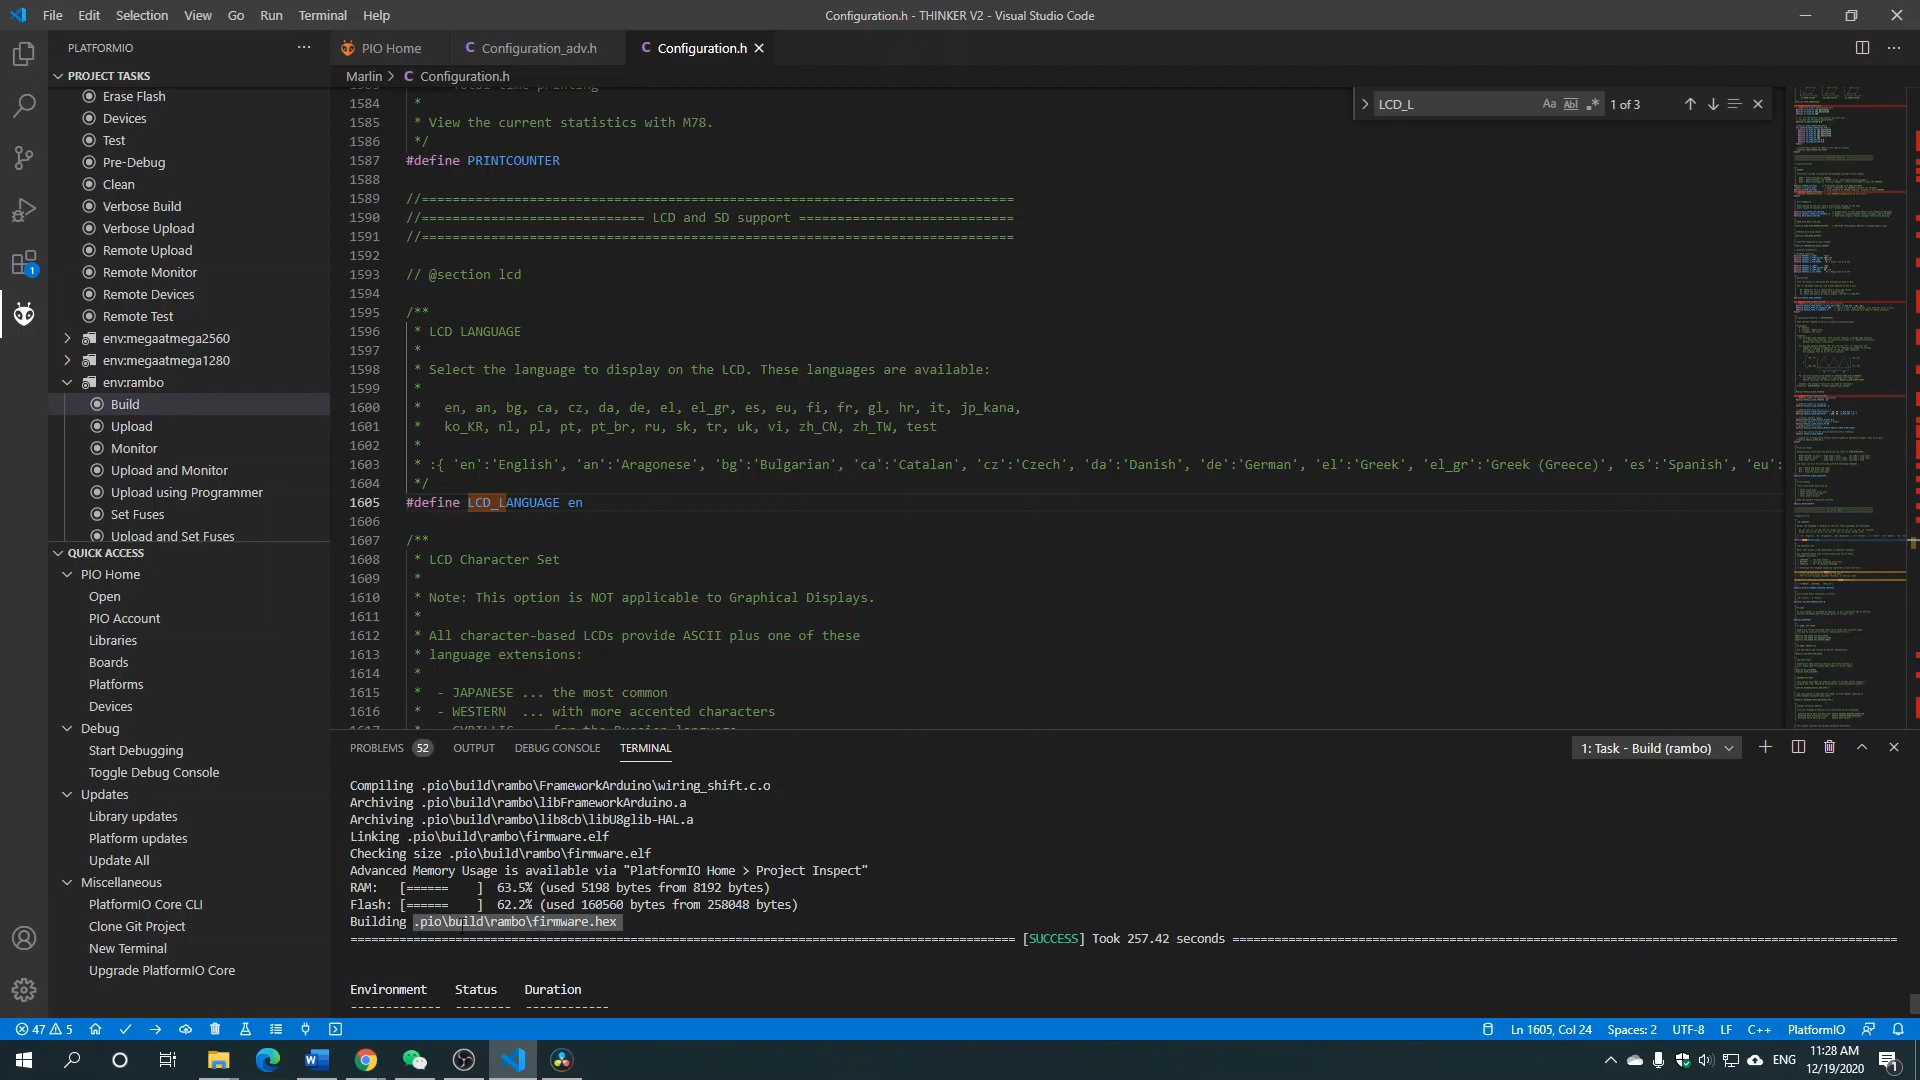 File Edit Selection View Go Run Terminal Help
Configuration.h - THINKER V2 - Visual Studio Code
PLATFORMIO
PROJECT TASKS
Erase Flash
Devices
Test
Pre-Debug
Clean
Verbose Build
Verbose Upload
Remote Upload
Remote Monitor
Remote Devices
Remote Test
env:megaatmega2560
env:megaatmega1280
env:rambo
Build
Upload
Monitor
Upload and Monitor
Upload using Programmer
Set Fuses
Upload and Set Fuses
QUICK ACCESS
PIO Home
Open
PIO Account
Libraries
Boards
Platforms
Devices
Debug
Start Debugging
Toggle Debug Console
Updates
Library updates
Platform updates
Update All
Miscellaneous
PlatformIO Core CLI
Clone Git Project
New Terminal
Upgrade PlatformIO Core
1
PIO Home C Configuration_adv.h C Configuration.h
Marlin > C Configuration.h
LCD_L Aa Abl .* 1 of 3
1584 *
1585 * View the current statistics with M78.
1586 */
1587 #define PRINTCOUNTER
1588
1589 //=============================================================================
1590 //============================= LCD and SD support ============================
1591 //=============================================================================
1592
1593 // @section lcd
1594
1595 /**
1596 * LCD LANGUAGE
1597 *
1598 * Select the language to display on the LCD. These languages are available:
1599 *
1600 * en, an, bg, ca, cz, da, de, el, el_gr, es, eu, fi, fr, gl, hr, it, jp_kana,
1601 * ko_KR, nl, pl, pt, pt_br, ru, sk, tr, uk, vi, zh_CN, zh_TW, test
1602 *
1603 * :{ 'en':'English', 'an':'Aragonese', 'bg':'Bulgarian', 'ca':'Catalan', 'cz':'Czech', 'da':'Danish', 'de':'German', 'el':'Greek', 'el_gr':'Greek (Greece)', 'es':'Spanish', 'eu':
1604 */
1605 #define LCD_LANGUAGE en
1606
1607 /**
1608 * LCD Character Set
1609 *
1610 * Note: This option is NOT applicable to Graphical Displays.
1611 *
1612 * All character-based LCDs provide ASCII plus one of these
1613 * language extensions:
1614 *
1615 * - JAPANESE ... the most common
1616 * - WESTERN ... with more accented characters
PROBLEMS 52 OUTPUT DEBUG CONSOLE TERMINAL
1: Task - Build (rambo)
Compiling .pio\build\rambo\FrameworkArduino\wiring_shift.c.o
Archiving .pio\build\rambo\libFrameworkArduino.a
Archiving .pio\build\rambo\lib8cb\libU8glib-HAL.a
Linking .pio\build\rambo\firmware.elf
Checking size .pio\build\rambo\firmware.elf
Advanced Memory Usage is available via "PlatformIO Home > Project Inspect"
RAM: [====== ] 63.5% (used 5198 bytes from 8192 bytes)
Flash: [====== ] 62.2% (used 160560 bytes from 258048 bytes)
Building .pio\build\rambo\firmware.hex
=============== [SUCCESS] Took 257.42 seconds ===============
Environment Status Duration
------------- -------- ------------
47 5
Ln 1605, Col 24 Spaces: 2 UTF-8 LF C++ PlatformIO
ENG 11:28 AM
12/19/2020
1